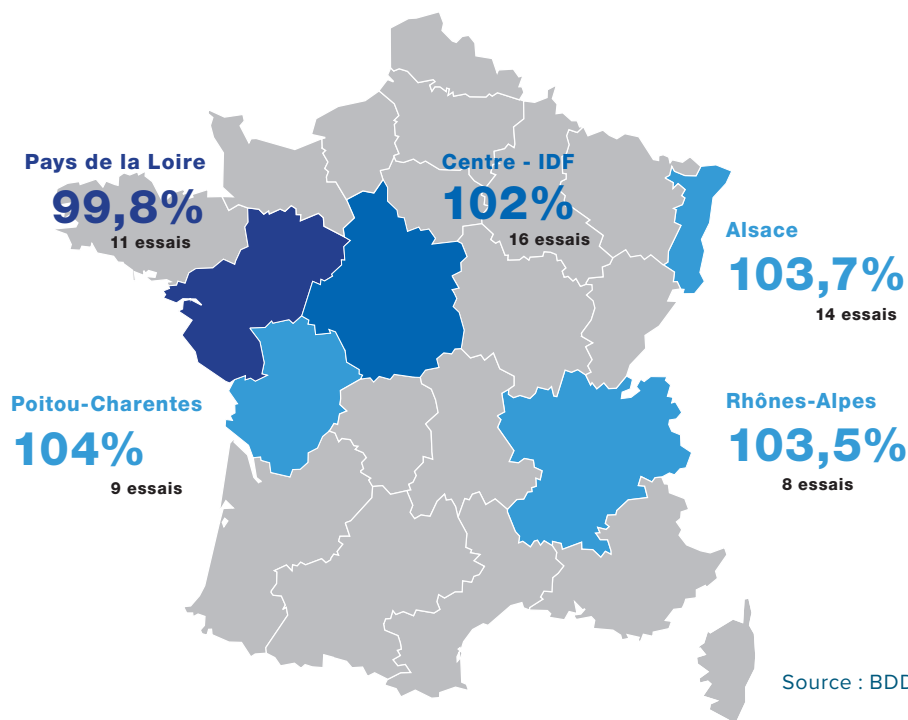 Pays de la Loire
99,8%
11 essais
Centre - IDF
102%
16 essais
Alsace
103,7%
14 essais
Poitou-Charentes
104%
9 essais
Rhônes-Alpes
103,5%
8 essais
Source : BDD